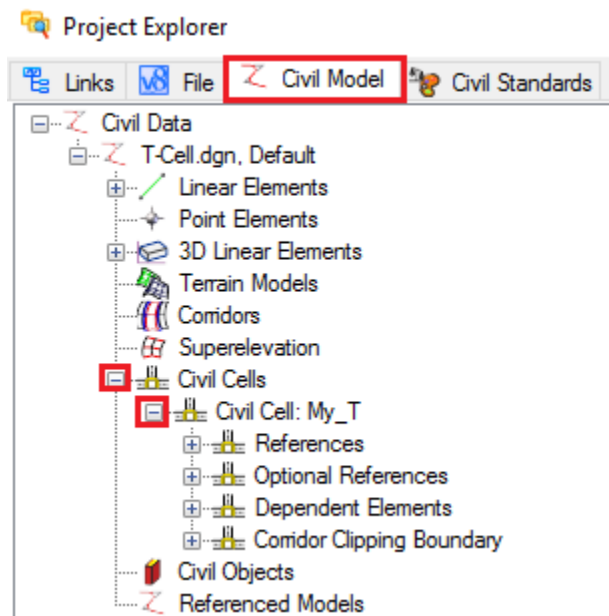 Project Explorer
Links File Civil Model Civil Standards
Civil Data
T-Cell.dgn, Default
Linear Elements
Point Elements
3D Linear Elements
Terrain Models
Corridors
Superelevation
Civil Cells
Civil Cell: My_T
References
Optional References
Dependent Elements
Corridor Clipping Boundary
Civil Objects
Referenced Models